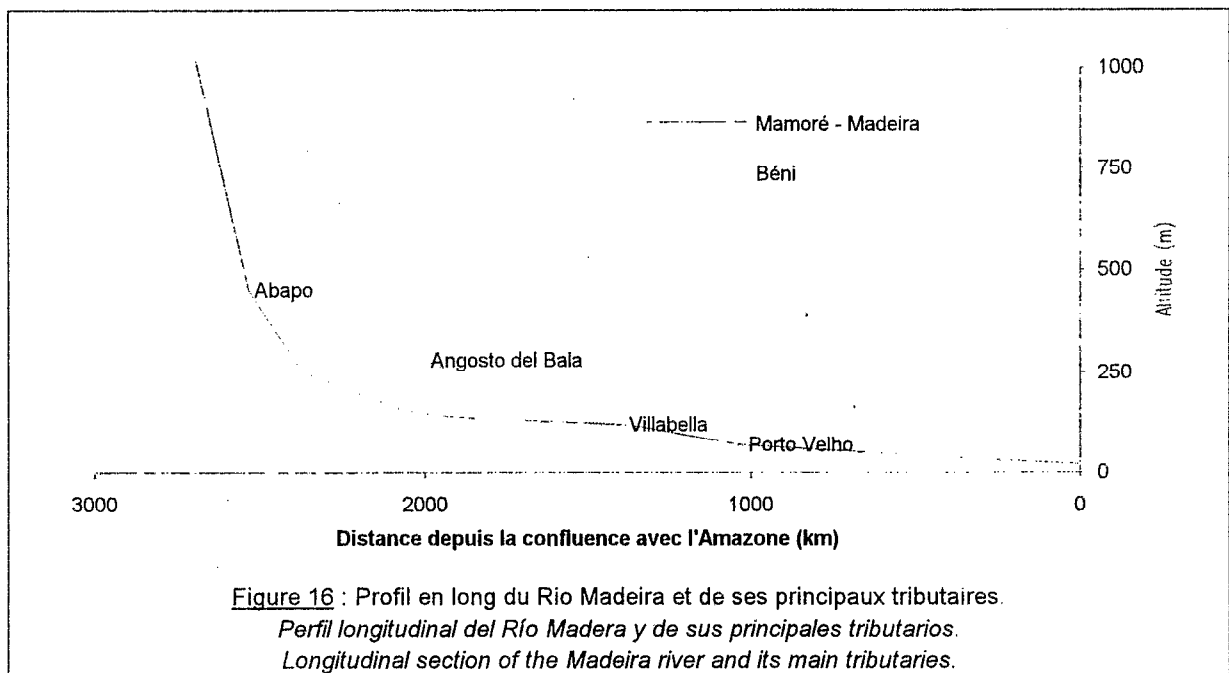 1000
Mamoré - Madeira
750
Béni
500
Altitude (m)
Abapo
Angosto del Bala
250
Villabella
Porto Velho
0
3000
2000
1000
0
Distance depuis la confluence avec l'Amazone (km)
Figure 16 : Profil en long du Rio Madeira et de ses principaux tributaires.
Perfil longitudinal del Río Madera y de sus principales tributarios.
Longitudinal section of the Madeira river and its main tributaries.